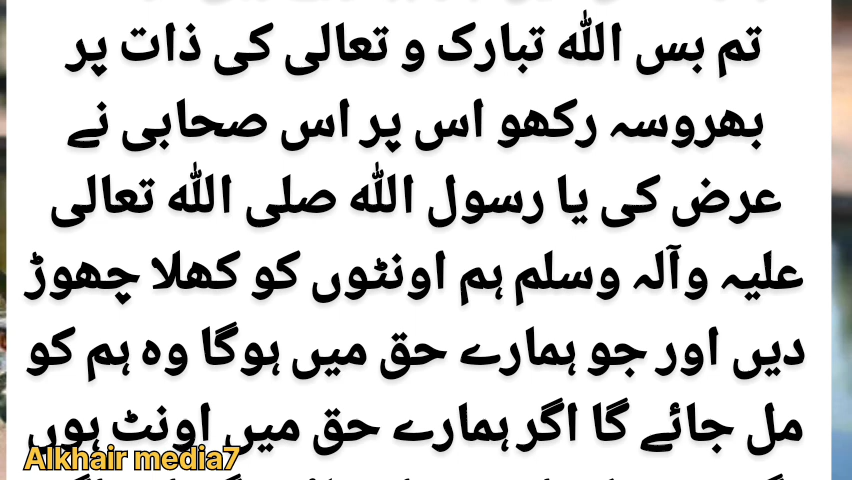 تم بس اللہ تبارک و تعالی کی ذات پر
بھروسہ رکھو اس پر اس صحابی نے
عرض کی یا رسول اللہ صلی اللہ تعالی
علیہ وآلہ وسلم ہم اونٹوں کو کھلا چھوڑ
دیں اور جو ہمارے حق میں ہوگا وہ ہم کو
مل جائے گا اگر ہمارے حق میں اونٹ ہوں
Alkhair media7